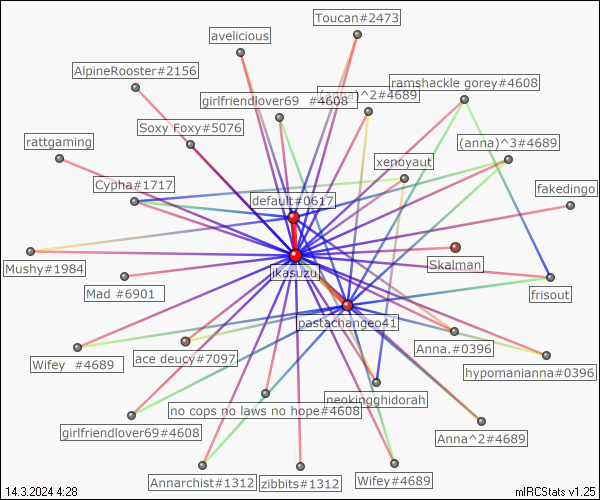 Toucan#2473
avelicious
AlpineRooster#2156
ramshackle gorey#4608
(anna)^2#4689
girlfriendlover69 #4608
Soxy Foxy#5076
rattgaming
(anna)^3#4689
xenoyaut
Cypha#1717
fakedingo
default#0617
Mushy#1984
Skalman
jkasuzu
Mad #6901
frisout
pastachangeo41
Anna.#0396
Wifey #4689
ace deucy#7097
hypomanianna#0396
neokingghidorah
no cops no laws no hope#4608
girlfriendlover69#4608
Anna^2#4689
Annarchist#1312
zibbits#1312
Wifey#4689
14.3.2024 4:28
mIRCStats v1.25